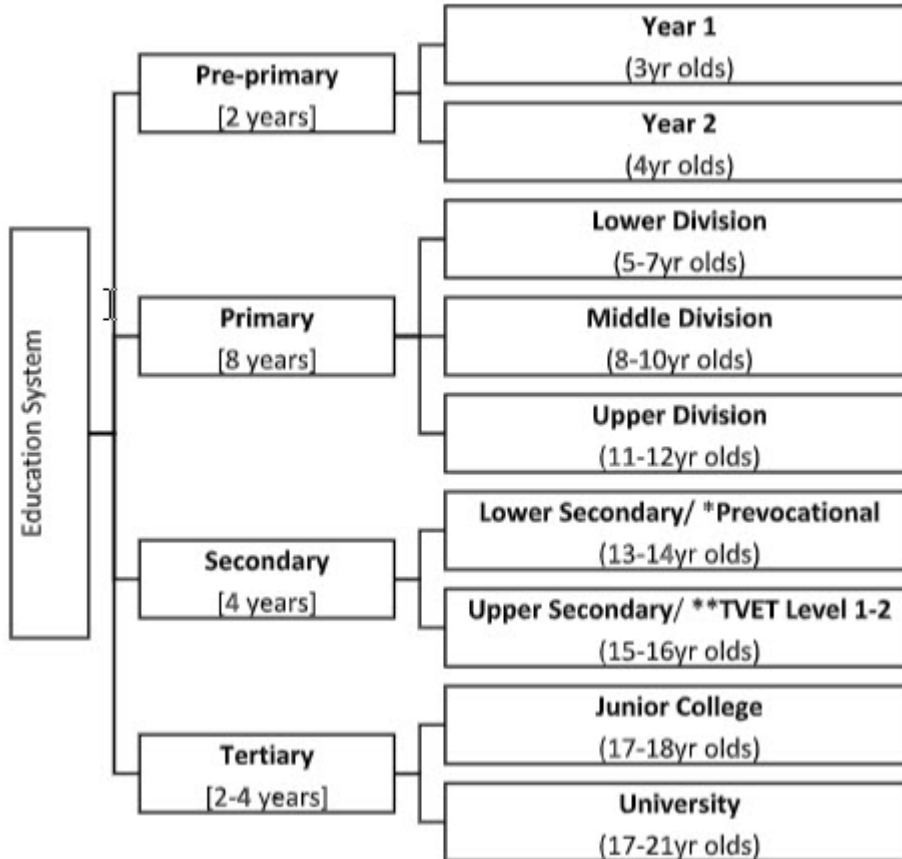 Education System
Pre-primary
[2 years]
Year 1
(3yr olds)
Year 2
(4yr olds)
Primary
[8 years]
Lower Division
(5-7yr olds)
Middle Division
(8-10yr olds)
Upper Division
(11-12yr olds)
Secondary
[4 years]
Lower Secondary/ *Prevocational
(13-14yr olds)
Upper Secondary/ **TVET Level 1-2
(15-16yr olds)
Tertiary
[2-4 years]
Junior College
(17-18yr olds)
University
(17-21yr olds)